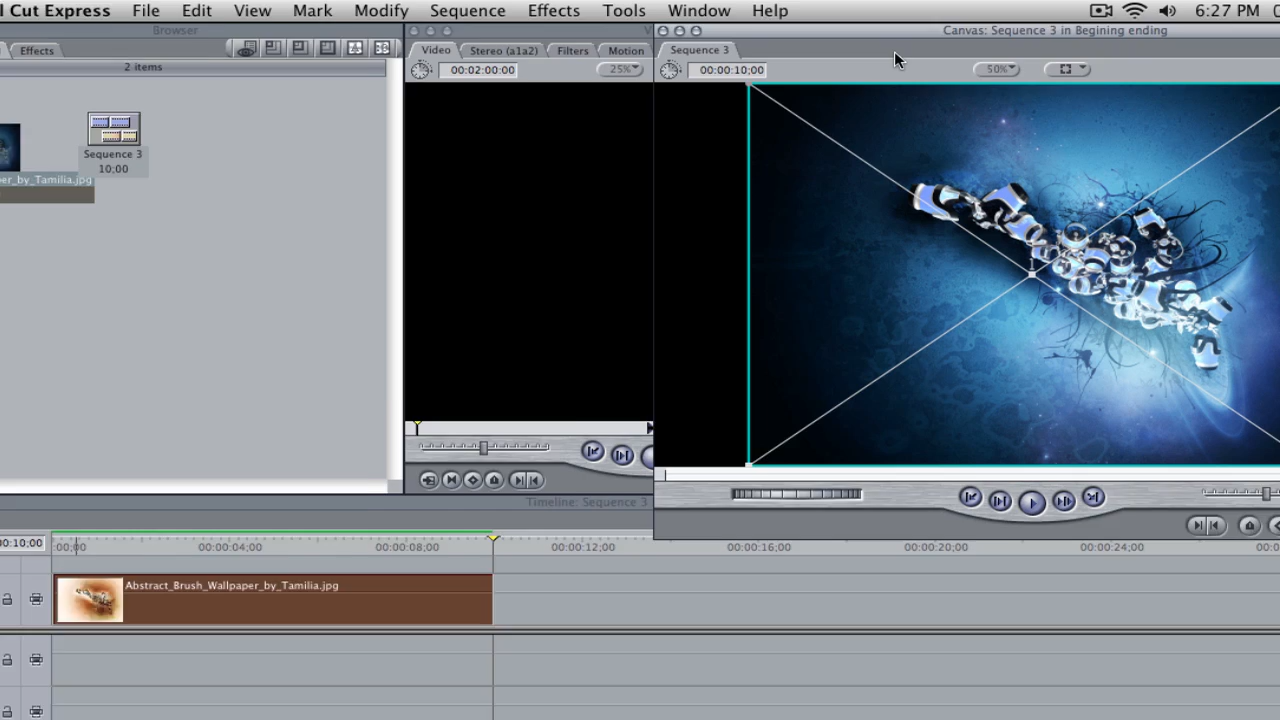 l Cut Express File Edit View Mark Modify Sequence Effects Tools Window Help 6:27 PM
Browser
Canvas: Sequence 3 in Begining ending
Effects
Video Stereo (a1a2) Filters Motion
Sequence 3
2 items
00:02:00:00 25%
00:00:10;00 50%
Sequence 3
10;00
er_by_Tamilia.jpg
Timeline: Sequence 3
00:10;00 :00;00 00:00:04;00 00:00:08;00 00:00:12;00 00:00:16;00 00:00:20;00 00:00:24;00 00:0
Abstract_Brush_Wallpaper_by_Tamilia.jpg